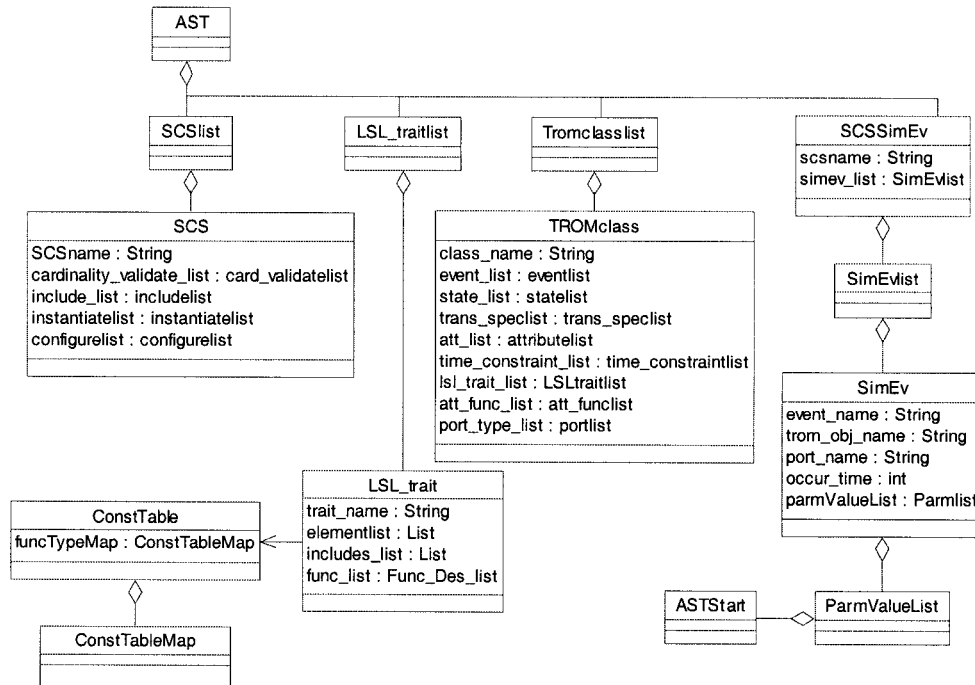 AST
SCSlist
LSL_traitlist
Tromclasslist
SCSSimEv
scsname : String
simev_list : SimEvlist
SCS
SCSname : String
cardinality_validate_list : card_validatelist
include_list : includelist
instantiatelist : instantiatelist
configurelist : configurelist
TROMclass
class_name : String
event_list : eventlist
state_list : statelist
trans_speclist : trans_speclist
att_list : attributelist
time_constraint_list : time_constraintlist
lsl_trait_list : LSLtraitlist
att_func_list : att_funclist
port_type_list : portlist
SimEvlist
SimEv
event_name : String
trom_obj_name : String
port_name : String
occur_time : int
parmValueList : Parmlist
LSL_trait
trait_name : String
elementlist : List
includes_list : List
func_list : Func_Des_list
ConstTable
funcTypeMap : ConstTableMap
ConstTableMap
ASTStart
ParmValueList